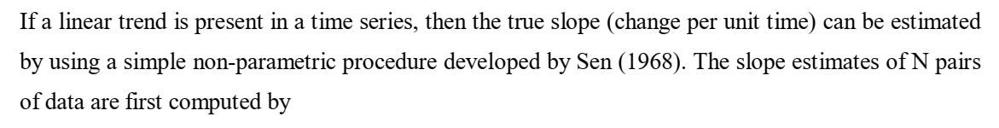 If a linear trend is present in a time series, then the true slope (change per unit time) can be estimated
by using a simple non-parametric procedure developed by Sen (1968). The slope estimates of N pairs
of data are first computed by